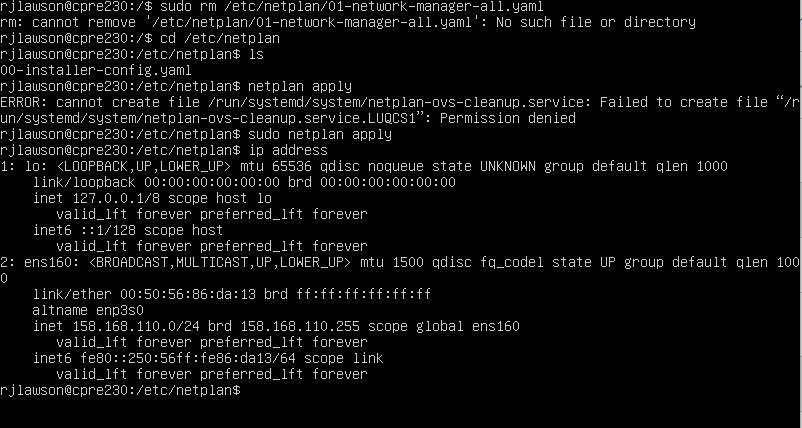 rjlawson@cpre230:/$ sudo rm /etc/netplan/01-network-manager-all.yaml
rm: cannot remove '/etc/netplan/01-network-manager-all.yaml': No such file or directory
rjlawson@cpre230:/$ cd /etc/netplan
rjlawson@cpre230:/etc/netplan$ ls
00-installer-config.yaml
rjlawson@cpre230:/etc/netplan$ netplan apply
ERROR: cannot create file /run/systemd/system/netplan-ovs-cleanup.service: Failed to create file “/r
un/systemd/system/netplan-ovs-cleanup.service.LUQCS1”: Permission denied
rjlawson@cpre230:/etc/netplan$ sudo netplan apply
rjlawson@cpre230:/etc/netplan$ ip address
1: lo: <LOOPBACK,UP,LOWER_UP> mtu 65536 qdisc noqueue state UNKNOWN group default qlen 1000
    link/loopback 00:00:00:00:00:00 brd 00:00:00:00:00:00
    inet 127.0.0.1/8 scope host lo
       valid_lft forever preferred_lft forever
    inet6 ::1/128 scope host
       valid_lft forever preferred_lft forever
2: ens160: <BROADCAST,MULTICAST,UP,LOWER_UP> mtu 1500 qdisc fq_codel state UP group default qlen 100
0
    link/ether 00:50:56:86:da:13 brd ff:ff:ff:ff:ff:ff
    altname enp3s0
    inet 158.168.110.0/24 brd 158.168.110.255 scope global ens160
       valid_lft forever preferred_lft forever
    inet6 fe80::250:56ff:fe86:da13/64 scope link
       valid_lft forever preferred_lft forever
rjlawson@cpre230:/etc/netplan$